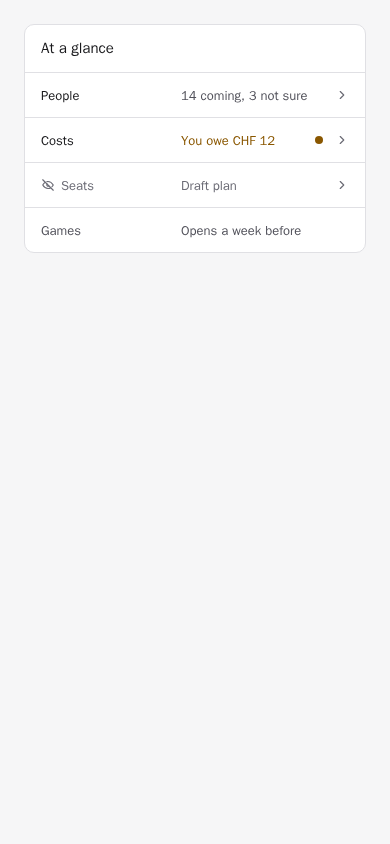 At a glance
People 14 coming, 3 not sure
Costs You owe CHF 12
Seats Draft plan
Games Opens a week before